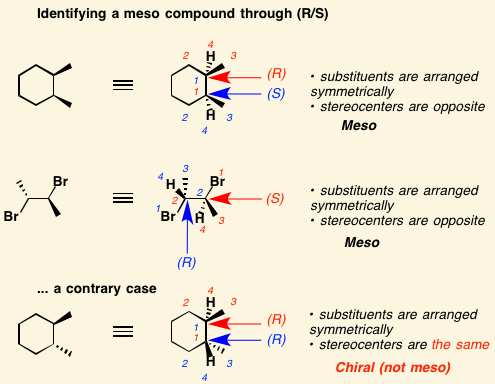 Identifying a meso compound through (R/S)
4
H
2
3
1
(R)
1
(S)
2
3
H
4
• substituents are arranged
symmetrically
• stereocenters are opposite
Meso
Br
Br
3
4
H
1
Br
2
2
1
Br
H
4
3
(S)
(R)
• substituents are arranged
symmetrically
• stereocenters are opposite
Meso
... a contrary case
4
H
2
3
1
(R)
1
(R)
2
3
H
4
• substituents are arranged
symmetrically
• stereocenters are the same
Chiral (not meso)